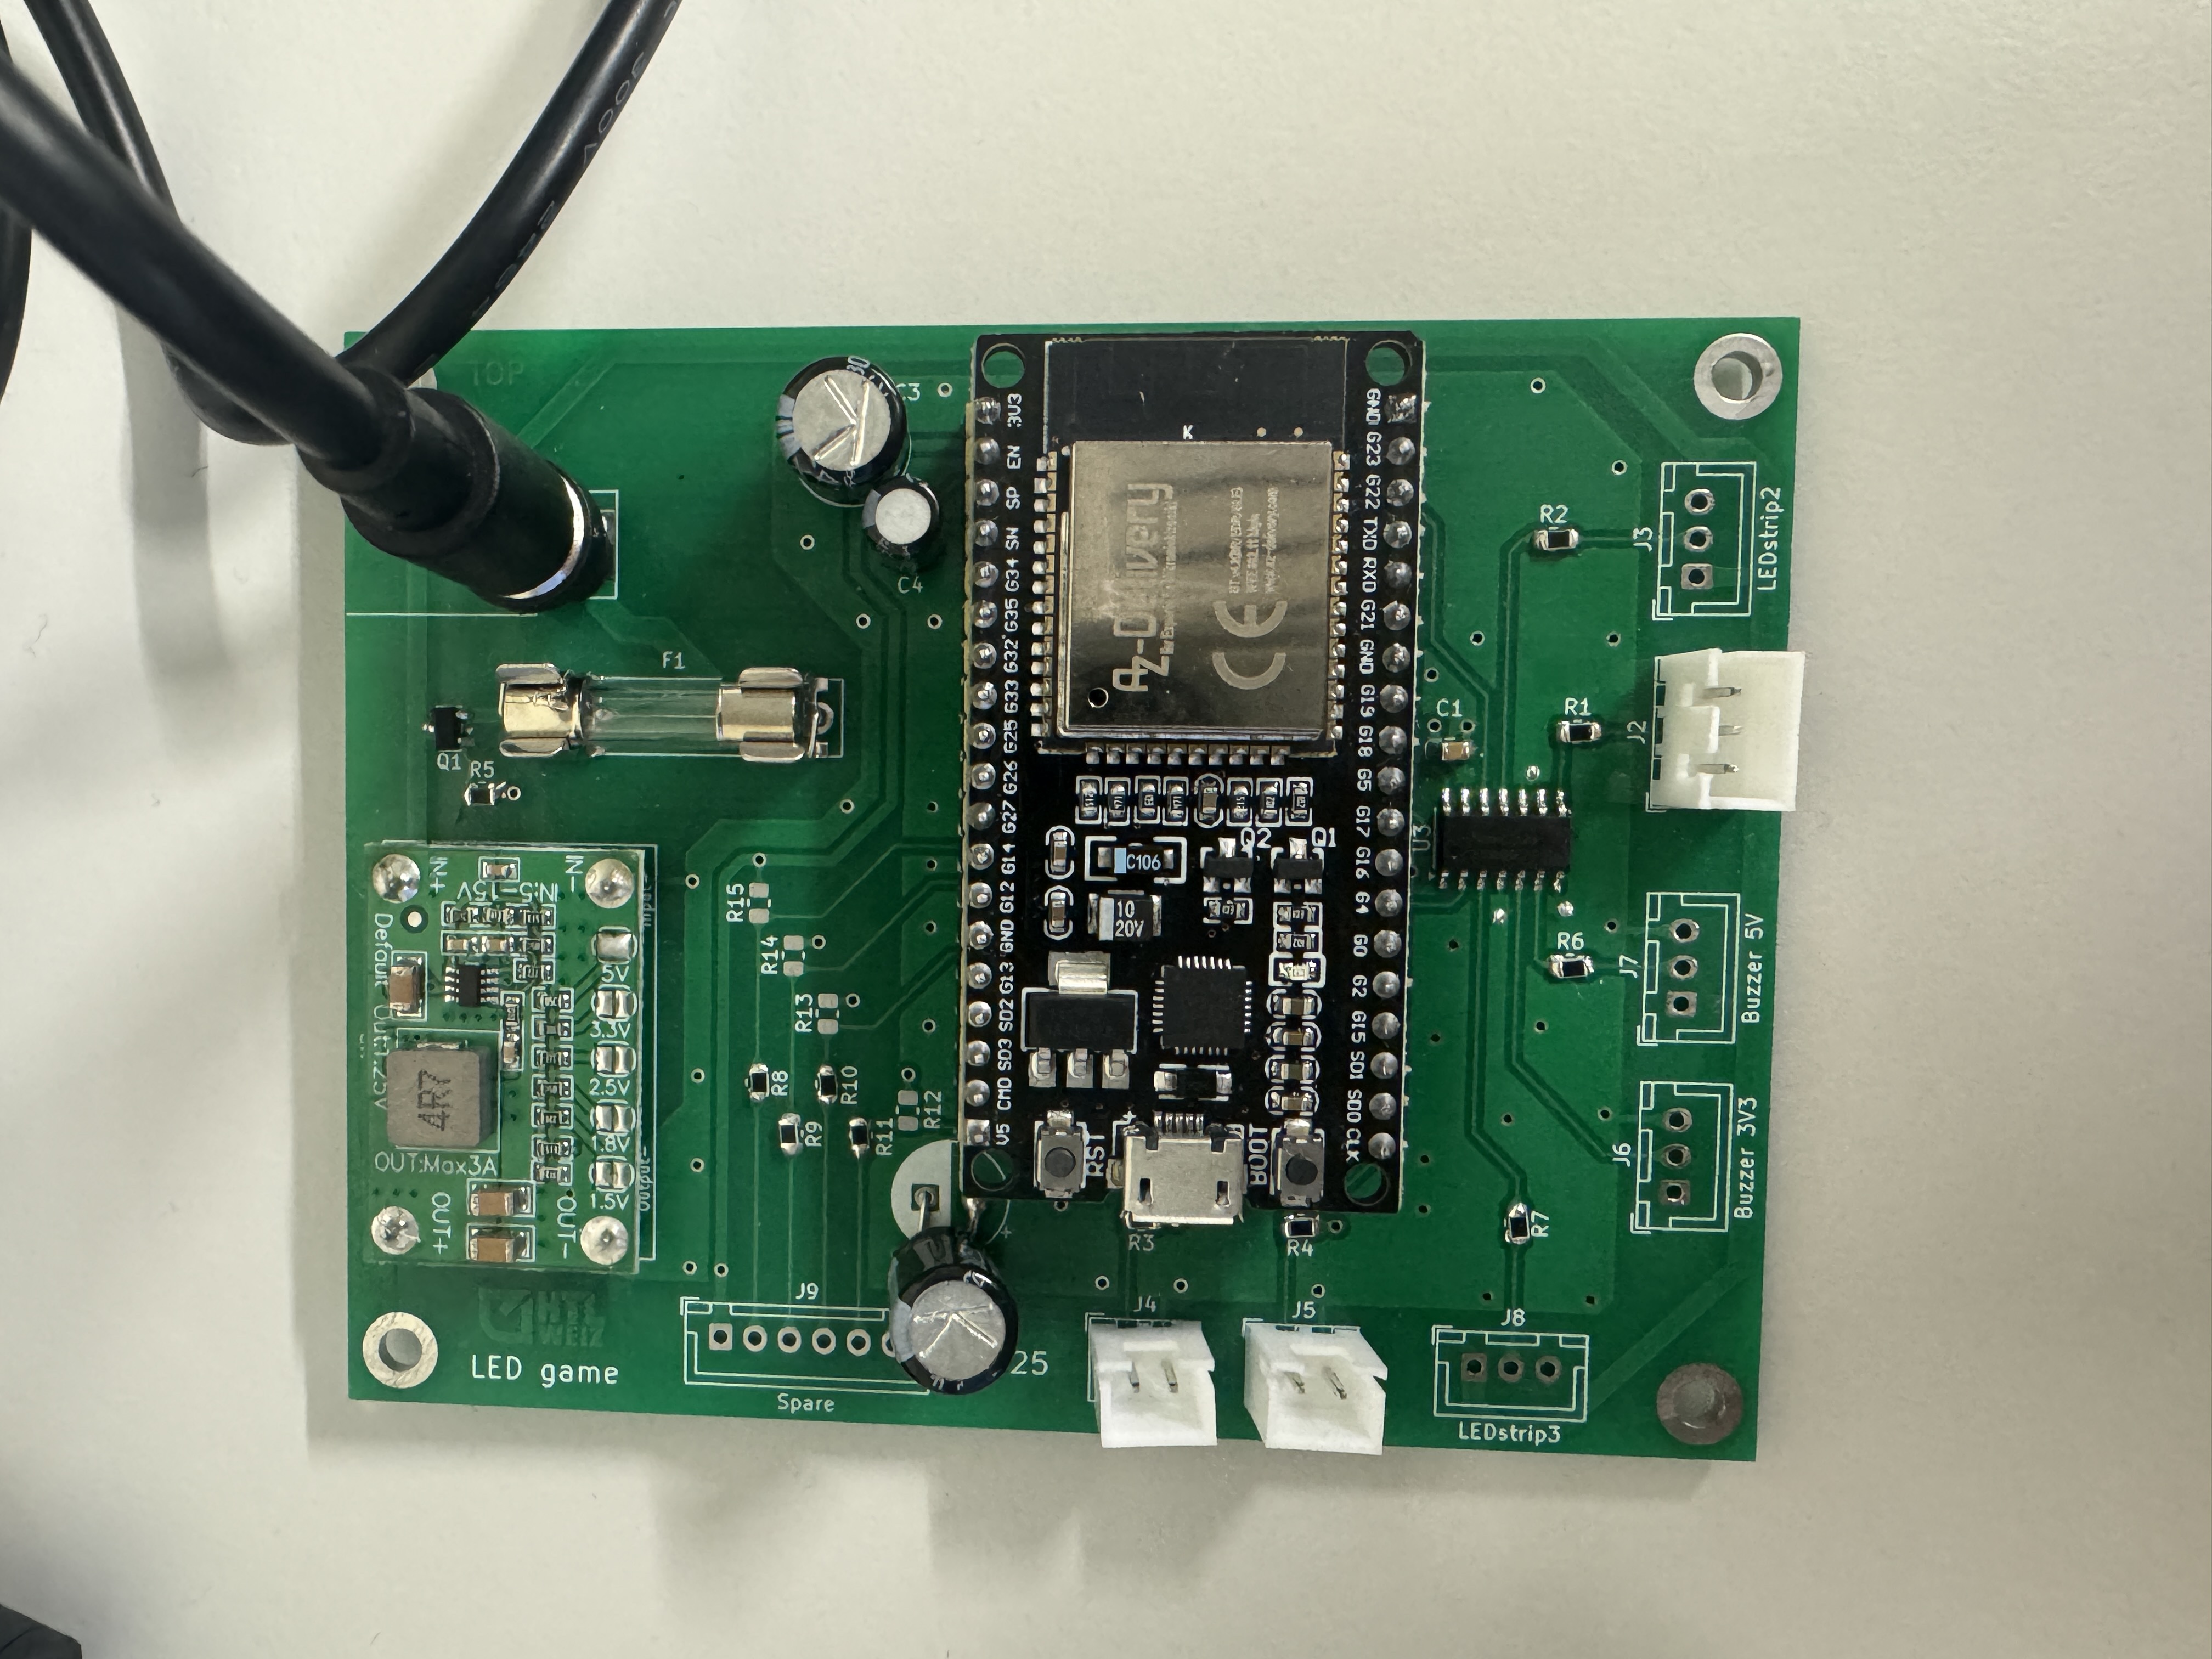 TOP
C3
C4
F1
Q1
R5
IN+
IN-
IN:5-15V
5V
3.3V
2.5V
1.8V
1.5V
4R7
OUT:Max3A
OUT+
OUT-
HTL
WEIZ
LED game
R15
R14
R13
R8
R10
R9
R11
R12
J9
Spare
25
3V3
EN
SP
SN
G34
G35
G32
G33
G25
G26
G27
G14
G12
GND
G13
SD2
SD3
CMD
V5
K
AZ-Delivery
CE
C106
10
20V
Q2
Q1
RST
BOOT
GND
G23
G22
TXD
RXD
G21
GND
G19
G18
G5
G17
G16
G4
G0
G2
G15
SD1
SD0
CLK
R3
R4
J4
J5
R2
J3
LEDstrip2
C1
R1
J2
U3
R6
J7
Buzzer 5V
J6
Buzzer 3V3
R7
J8
LEDstrip3